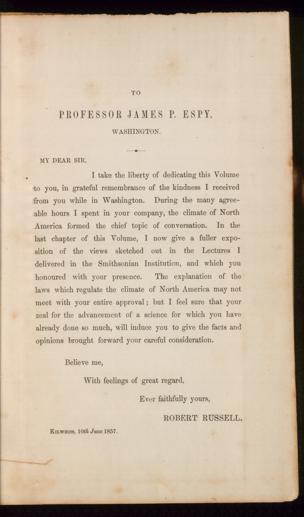 TO
PROFESSOR JAMES P. ESPY,
WASHINGTON.
MY DEAR SIR,
I take the liberty of dedicating this Volume
to you, in grateful remembrance of the kindness I received
from you while in Washington. During the many agree-
able hours I spent in your company, the climate of North
America formed the chief topic of conversation. In the
last chapter of this Volume, I now give a fuller expo-
sition of the views sketched out in the Lectures I
delivered in the Smithsonian Institution, and which you
honoured with your presence. The explanation of the
laws which regulate the climate of North America may not
meet with your entire approval; but I feel sure that your
zeal for the advancement of a science for which you have
already done so much, will induce you to give the facts and
opinions brought forward your careful consideration.
Believe me,
With feelings of great regard,
Ever faithfully yours,
ROBERT RUSSELL.
KILWHISS, 10th June 1857.